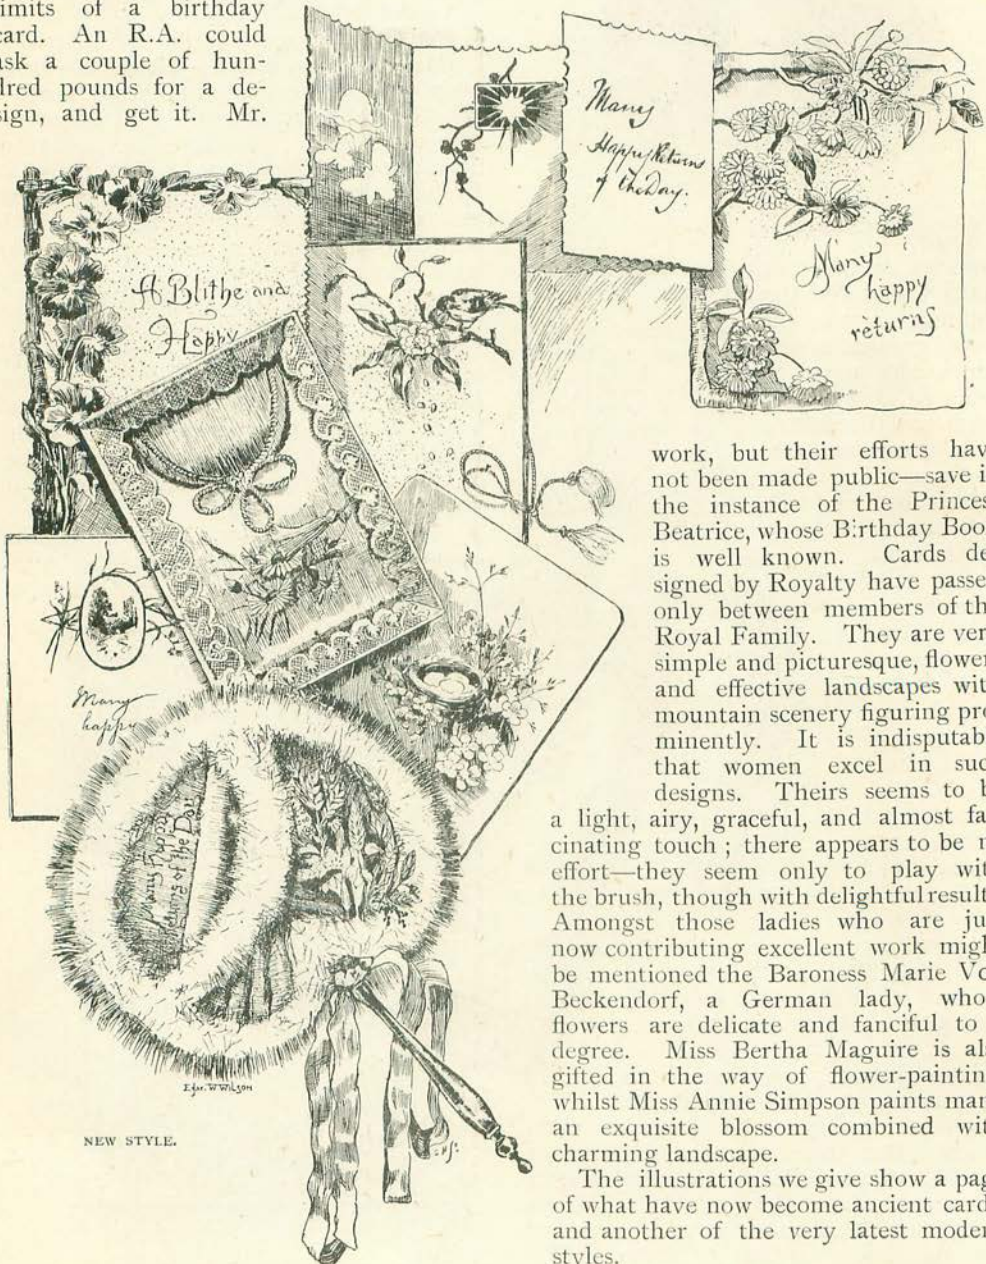 limits of a birthday
card. An R.A. could
ask a couple of hun-
dred pounds for a de-
sign, and get it. Mr.
Many
Happy Returns
of the Day.
Many
happy
returns
A Blithe and
Happy
Many
happy
Many Happy
Returns of the Day
Edgr. W. Wilson
NEW STYLE.
work, but their efforts hav
not been made public—save i
the instance of the Princes
Beatrice, whose Birthday Boo
is well known. Cards de
signed by Royalty have passe
only between members of th
Royal Family. They are ver
simple and picturesque, flower
and effective landscapes wit
mountain scenery figuring pro
minently. It is indisputab
that women excel in suc
designs. Theirs seems to b
a light, airy, graceful, and almost fa
cinating touch ; there appears to be n
effort—they seem only to play wit
the brush, though with delightful result
Amongst those ladies who are ju
now contributing excellent work migh
be mentioned the Baroness Marie Vo
Beckendorf, a German lady, who
flowers are delicate and fanciful to
degree. Miss Bertha Maguire is als
gifted in the way of flower-paintin
whilst Miss Annie Simpson paints man
an exquisite blossom combined wit
charming landscape.
The illustrations we give show a pag
of what have now become ancient card
and another of the very latest moder
styles.